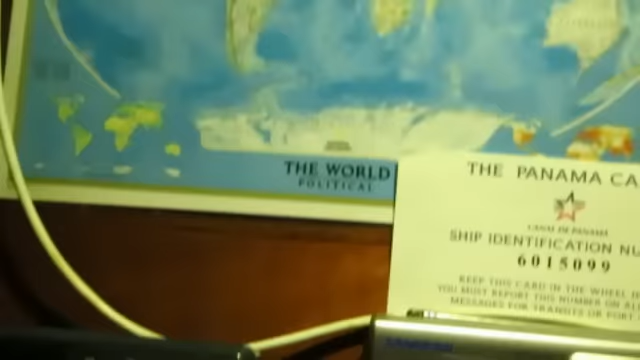 THE WORLD
POLITICAL
THE PANAMA CA
CANAL DE PANAMA
SHIP IDENTIFICATION NU
6015099
KEEP THIS CARD IN THE WHEEL
YOU MUST REPORT THIS NUMBER ON AL
MESSAGES FOR TRANSITS OR PORT
SAMSUNG